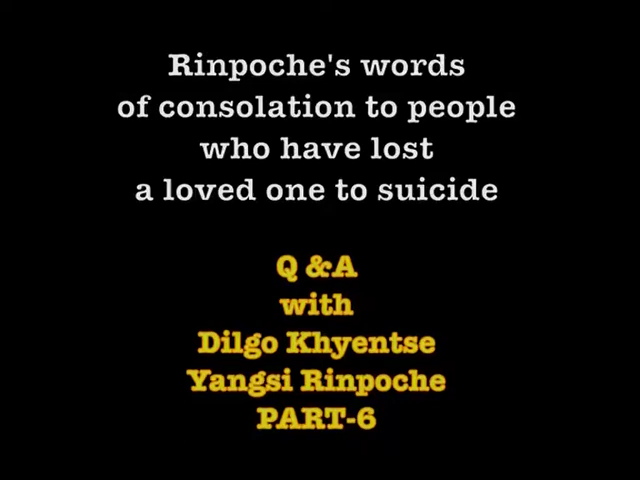 Rinpoche's words
of consolation to people
who have lost
a loved one to suicide
Q &A
with
Dilgo Khyentse
Yangsi Rinpoche
PART-6